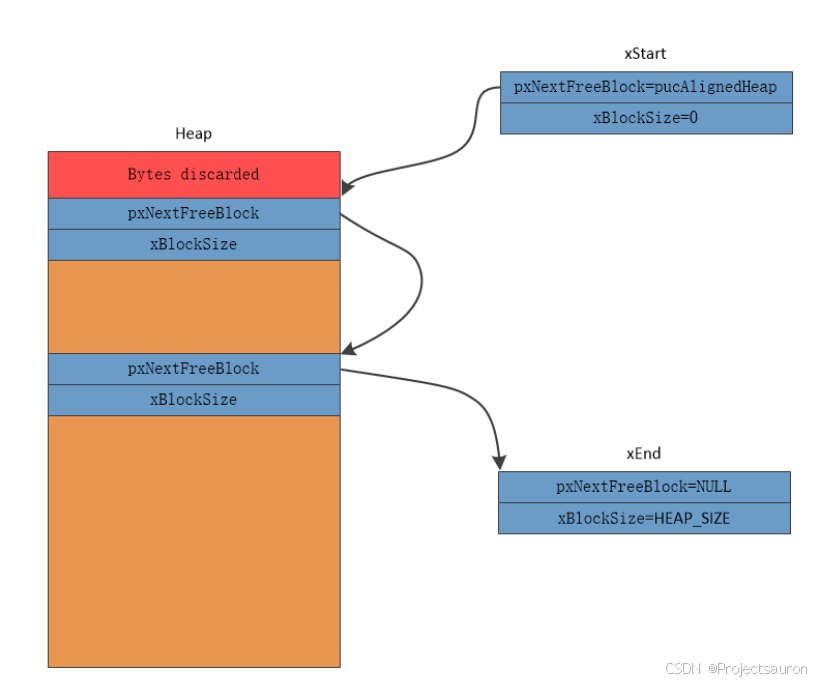 xStart
pxNextFreeBlock=pucAlignedHeap
xBlockSize=0
Heap
Bytes discarded
pxNextFreeBlock
xBlockSize
pxNextFreeBlock
xBlockSize
xEnd
pxNextFreeBlock=NULL
xBlockSize=HEAP_SIZE
CSDN @Projectsauron